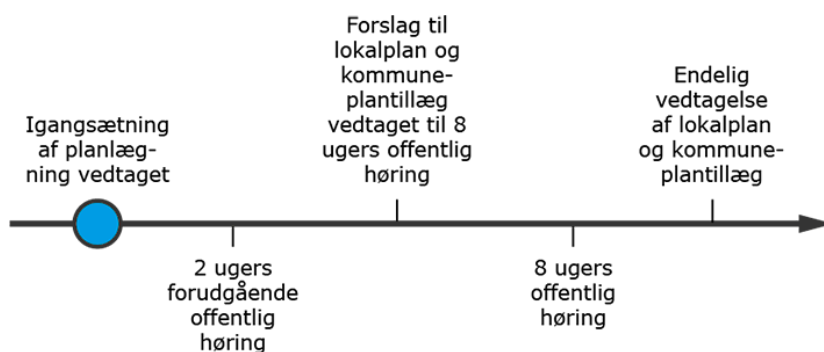 Igangsætning
af planlæg-
ning vedtaget
2 ugers
forudgående
offentlig
høring
Forslag til
lokalplan og
kommune-
plantillæg
vedtaget til 8
ugers offentlig
høring
8 ugers
offentlig
høring
Endelig
vedtagelse
af lokalplan
og kommune-
plantillæg